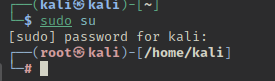 ┌──(kali㉿kali)-[~]
└─$ sudo su
[sudo] password for kali:
┌──(root㉿kali)-[/home/kali]
└─#